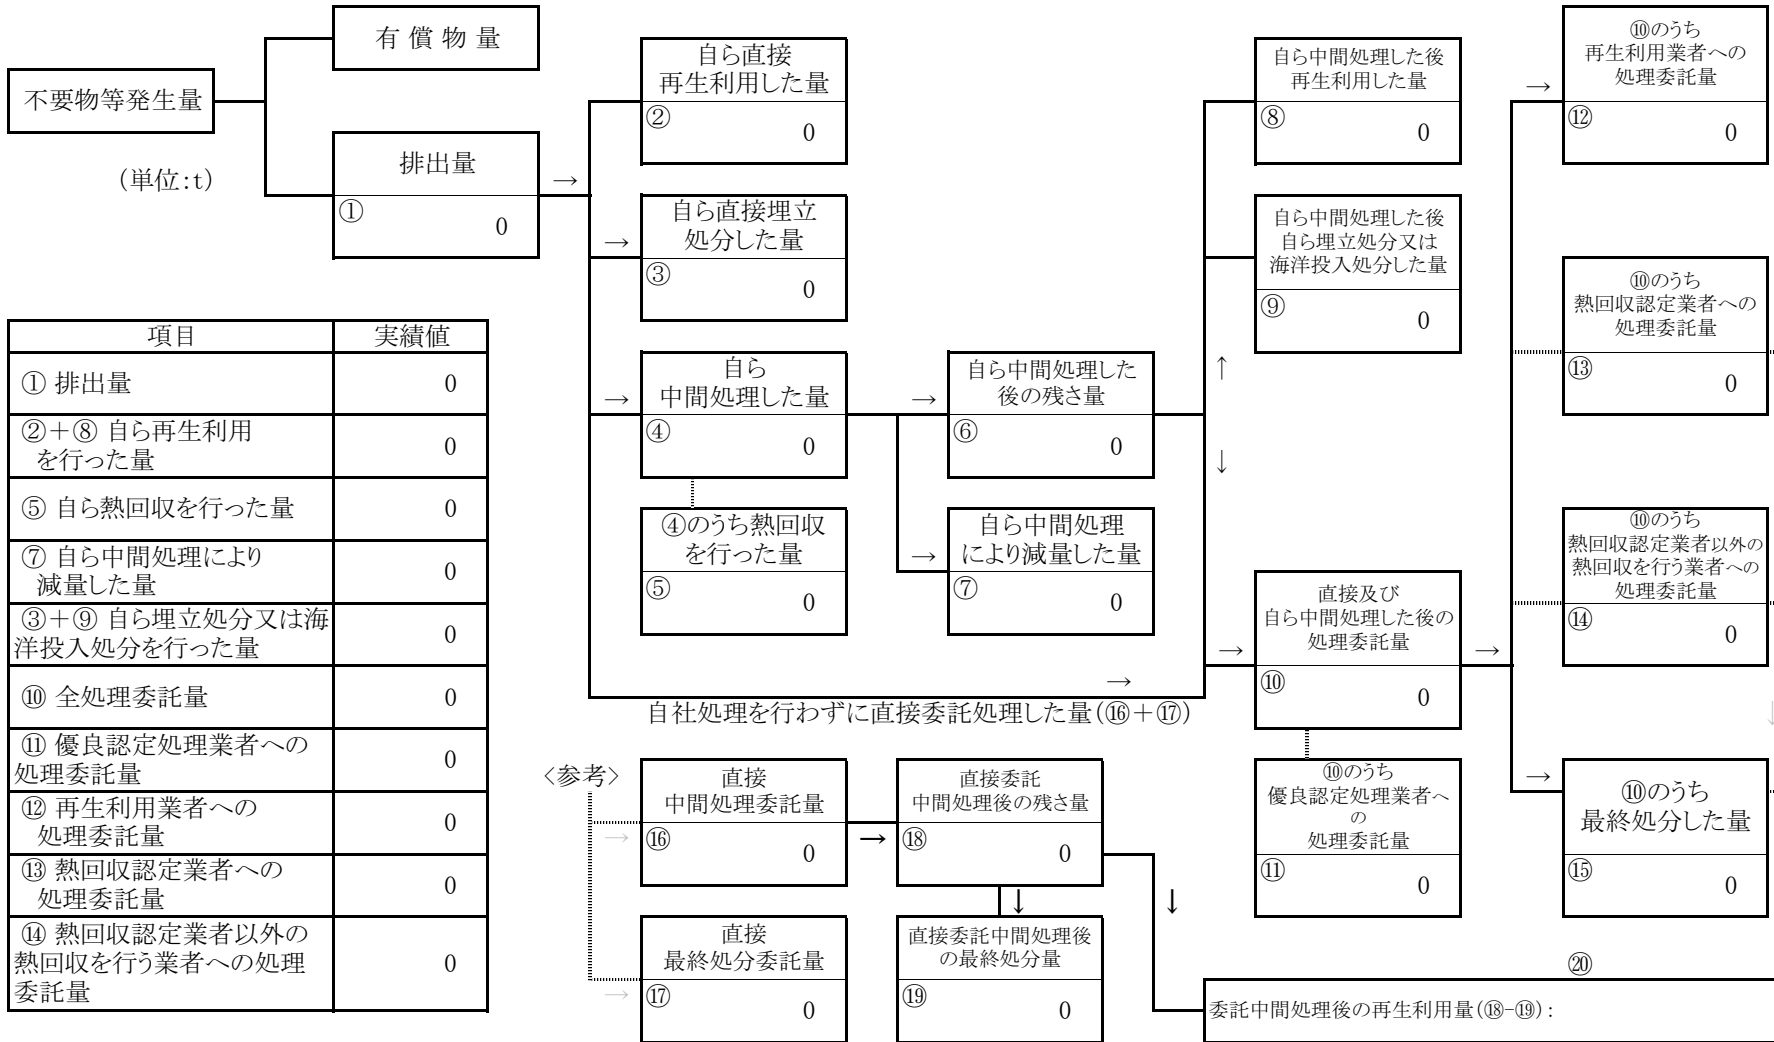 不要物等発生量
(単位:t)
有 償 物 量
排出量
①
0
→
自ら直接
再生利用した量
②
0
→
自ら直接埋立
処分した量
③
0
→
自ら
中間処理した量
④
0
④のうち熱回収
を行った量
⑤
0
→
自ら中間処理した
後の残さ量
⑥
0
→
自ら中間処理
により減量した量
⑦
0
自ら中間処理した後
再生利用した量
⑧
0
自ら中間処理した後
自ら埋立処分又は
海洋投入処分した量
⑨
0
↑
↓
→
自社処理を行わずに直接委託処理した量(⑯+⑰)
→
直接及び
自ら中間処理した後の
処理委託量
⑩
0
→
⑩のうち
優良認定処理業者へ
の
処理委託量
⑪
0
→
⑩のうち
再生利用業者への
処理委託量
⑫
0
⑩のうち
熱回収認定業者への
処理委託量
⑬
0
⑩のうち
熱回収認定業者以外の
熱回収を行う業者への
処理委託量
⑭
0
→
⑩のうち
最終処分した量
⑮
0
↓
項目 実績値
① 排出量 0
②+⑧ 自ら再生利用
を行った量 0
⑤ 自ら熱回収を行った量 0
⑦ 自ら中間処理により
減量した量 0
③+⑨ 自ら埋立処分又は海
洋投入処分を行った量 0
⑩ 全処理委託量 0
⑪ 優良認定処理業者への
処理委託量 0
⑫ 再生利用業者への
処理委託量 0
⑬ 熱回収認定業者への
処理委託量 0
⑭ 熱回収認定業者以外の
熱回収を行う業者への処理
委託量 0
〈参考〉
→
直接
中間処理委託量
⑯
0
→
直接委託
中間処理後の残さ量
⑱
0
↓
↓
→
直接
最終処分委託量
⑰
0
直接委託中間処理後
の最終処分量
⑲
0
⑳
委託中間処理後の再生利用量(⑱-⑲):